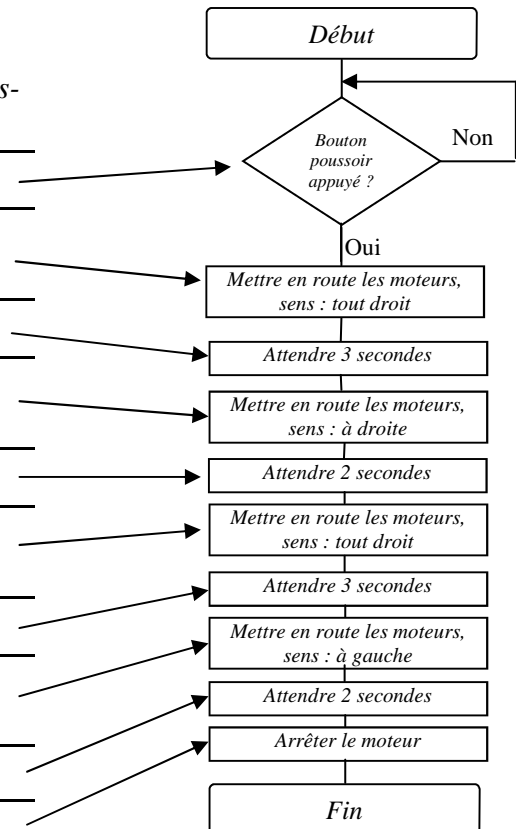 Début
s-
Bouton
poussoir
appuyé ?
Non
Oui
Mettre en route les moteurs,
sens : tout droit
Attendre 3 secondes
Mettre en route les moteurs,
sens : à droite
Attendre 2 secondes
Mettre en route les moteurs,
sens : tout droit
Attendre 3 secondes
Mettre en route les moteurs,
sens : à gauche
Attendre 2 secondes
Arrêter le moteur
Fin